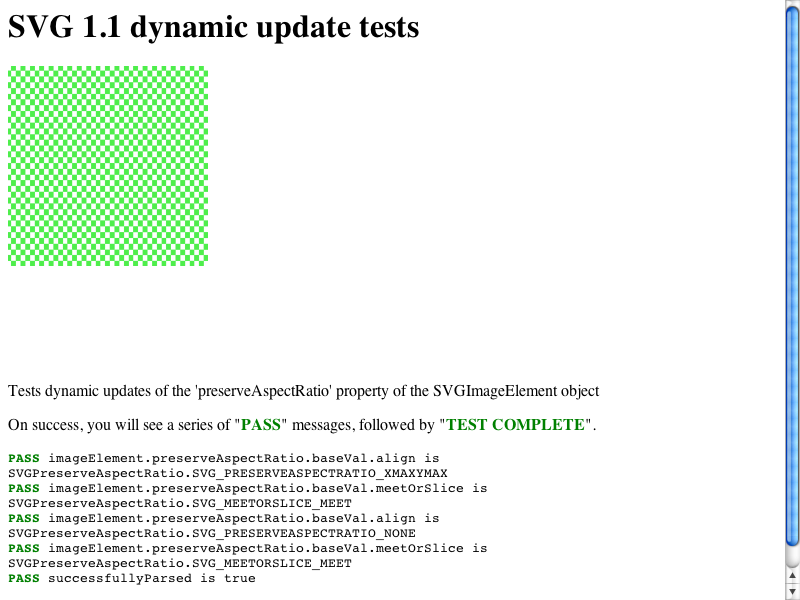 SVG 1.1 dynamic update tests
Tests dynamic updates of the 'preserveAspectRatio' property of the SVGImageElement object
On success, you will see a series of "PASS" messages, followed by "TEST COMPLETE".
PASS imageElement.preserveAspectRatio.baseVal.align is
SVGPreserveAspectRatio.SVG_PRESERVEASPECTRATIO_XMAXYMAX
PASS imageElement.preserveAspectRatio.baseVal.meetOrSlice is
SVGPreserveAspectRatio.SVG_MEETORSLICE_MEET
PASS imageElement.preserveAspectRatio.baseVal.align is
SVGPreserveAspectRatio.SVG_PRESERVEASPECTRATIO_NONE
PASS imageElement.preserveAspectRatio.baseVal.meetOrSlice is
SVGPreserveAspectRatio.SVG_MEETORSLICE_MEET
PASS successfullyParsed is true